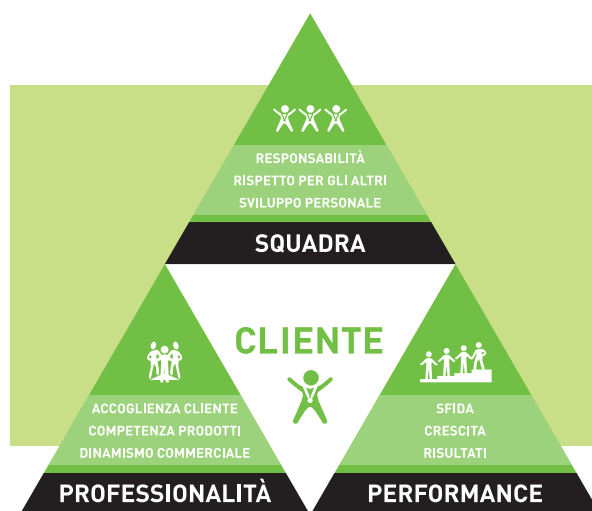 RESPONSABILITÀ
RISPETTO PER GLI ALTRI
SVILUPPO PERSONALE
SQUADRA
CLIENTE
ACCOGLIENZA CLIENTE
COMPETENZA PRODOTTI
DINAMISMO COMMERCIALE
PROFESSIONALITÀ
SFIDA
CRESCITA
RISULTATI
PERFORMANCE